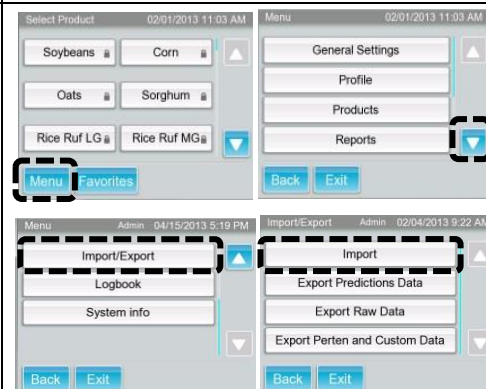 Select Product 02/01/2013 11:03 AM
Soybeans Corn
Oats Sorghum
Rice Ruf LG Rice Ruf MG
Menu Favorites
Menu 02/01/2013 11:03 AM
General Settings
Profile
Products
Reports
Back Exit
Menu Admin 04/15/2013 5:19 PM
Import/Export
Logbook
System info
Back Exit
Import/Export Admin 02/04/2013 9:22 AM
Import
Export Predictions Data
Export Raw Data
Export Perten and Custom Data
Back Exit